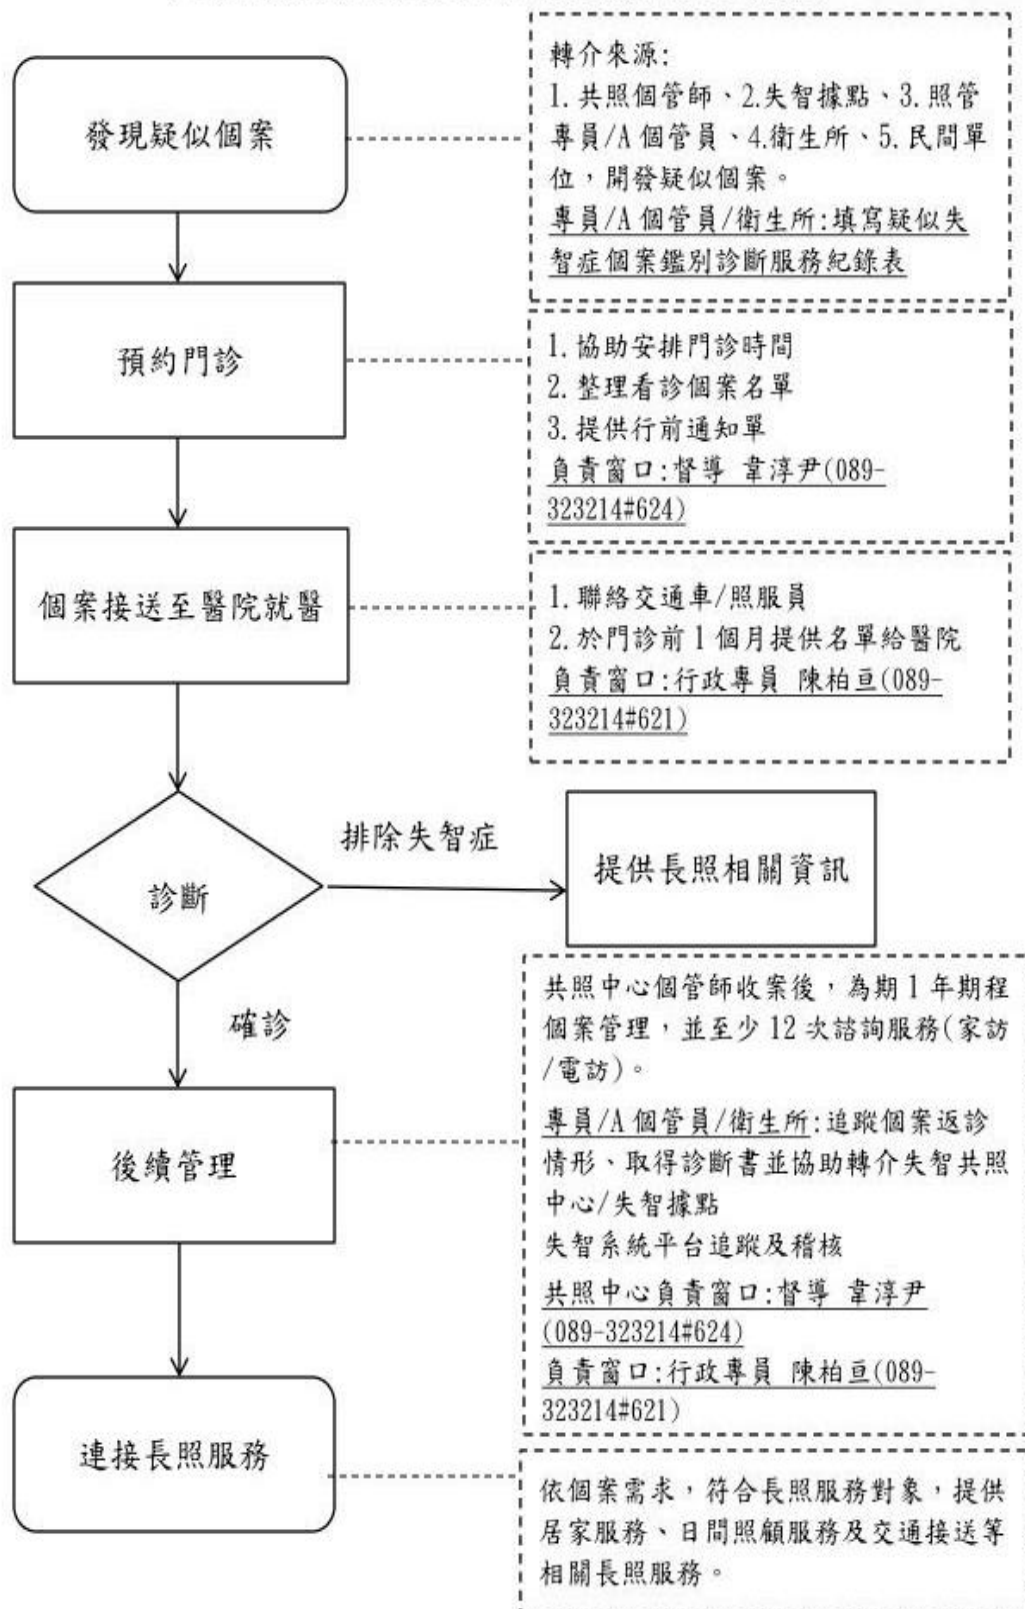 發現疑似個案
轉介來源:
1.共照個管師、2.失智據點、3.照管
專員/A個管員、4.衛生所、5.民間單
位，開發疑似個案。
專員/A個管員/衛生所:填寫疑似失
智症個案鑑別診斷服務紀錄表
預約門診
1.協助安排門診時間
2.整理看診個案名單
3.提供行前通知單
負責窗口:督導 韋淳尹(089-
323214#624)
個案接送至醫院就醫
1.聯絡交通車/照服員
2.於門診前1個月提供名單給醫院
負責窗口:行政專員 陳柏亘(089-
323214#621)
診斷
排除失智症
提供長照相關資訊
確診
後續管理
共照中心個管師收案後，為期1年期程
個案管理，並至少12次諮詢服務(家訪
/電訪)。
專員/A個管員/衛生所:追蹤個案返診
情形、取得診斷書並協助轉介失智共照
中心/失智據點
失智系統平台追蹤及稽核
共照中心負責窗口:督導 韋淳尹
(089-323214#624)
負責窗口:行政專員 陳柏亘(089-
323214#621)
連接長照服務
依個案需求，符合長照服務對象，提供
居家服務、日間照顧服務及交通接送等
相關長照服務。